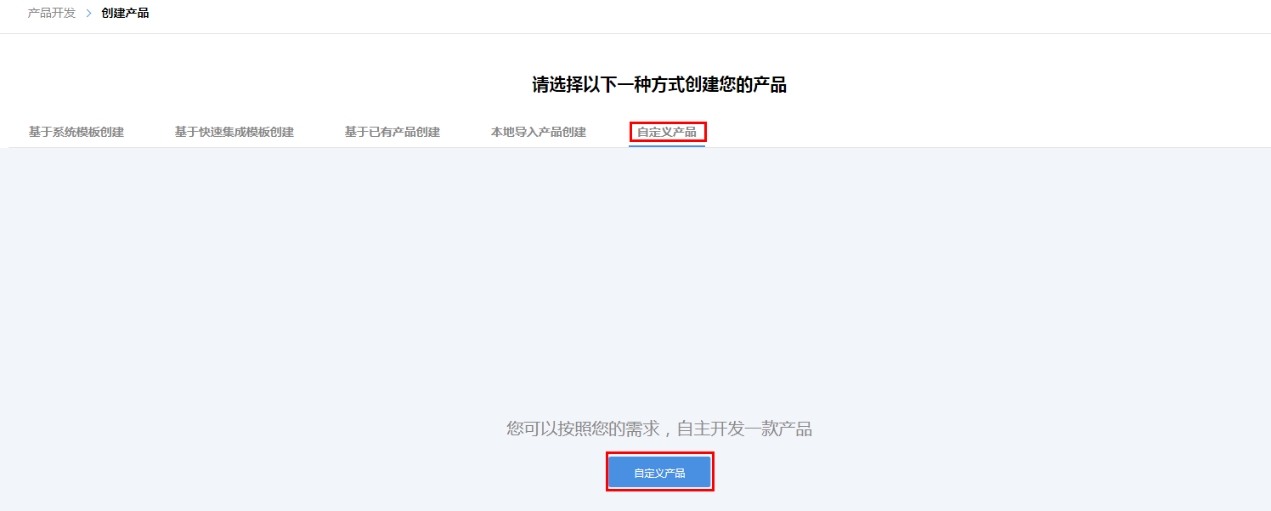 产品开发 > 创建产品
请选择以下一种方式创建您的产品
基于系统模板创建 基于快速集成模板创建 基于已有产品创建 本地导入产品创建 自定义产品
您可以按照您的需求，自主开发一款产品
自定义产品